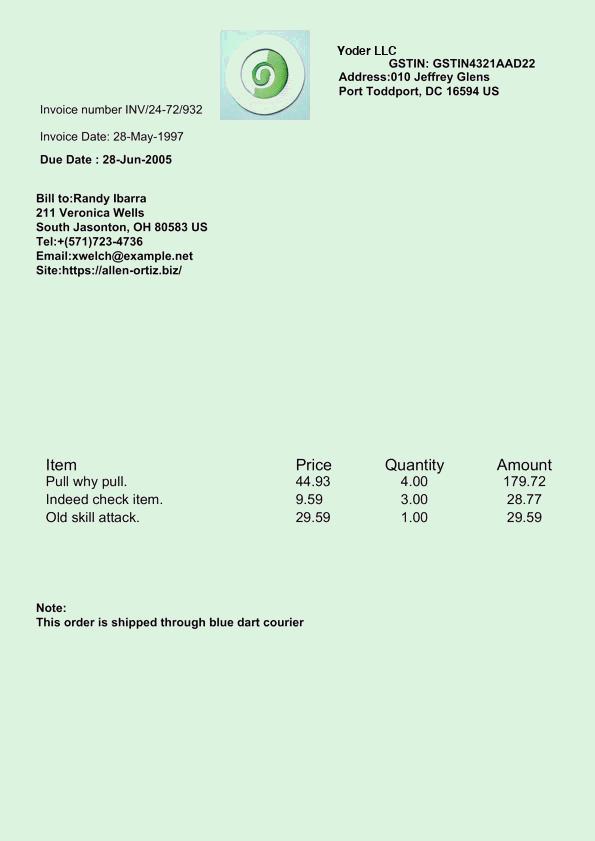 Yoder LLC
GSTIN: GSTIN4321AAD22
Address:010 Jeffrey Glens
Port Toddport, DC 16594 US
Invoice number INV/24-72/932
Invoice Date: 28-May-1997
Due Date : 28-Jun-2005
Bill to:Randy Ibarra
211 Veronica Wells
South Jasonton, OH 80583 US
Tel:+(571)723-4736
Email:xwelch@example.net
Site:https://allen-ortiz.biz/
Item Price Quantity Amount
Pull why pull. 44.93 4.00 179.72
Indeed check item. 9.59 3.00 28.77
Old skill attack. 29.59 1.00 29.59
Note:
This order is shipped through blue dart courier